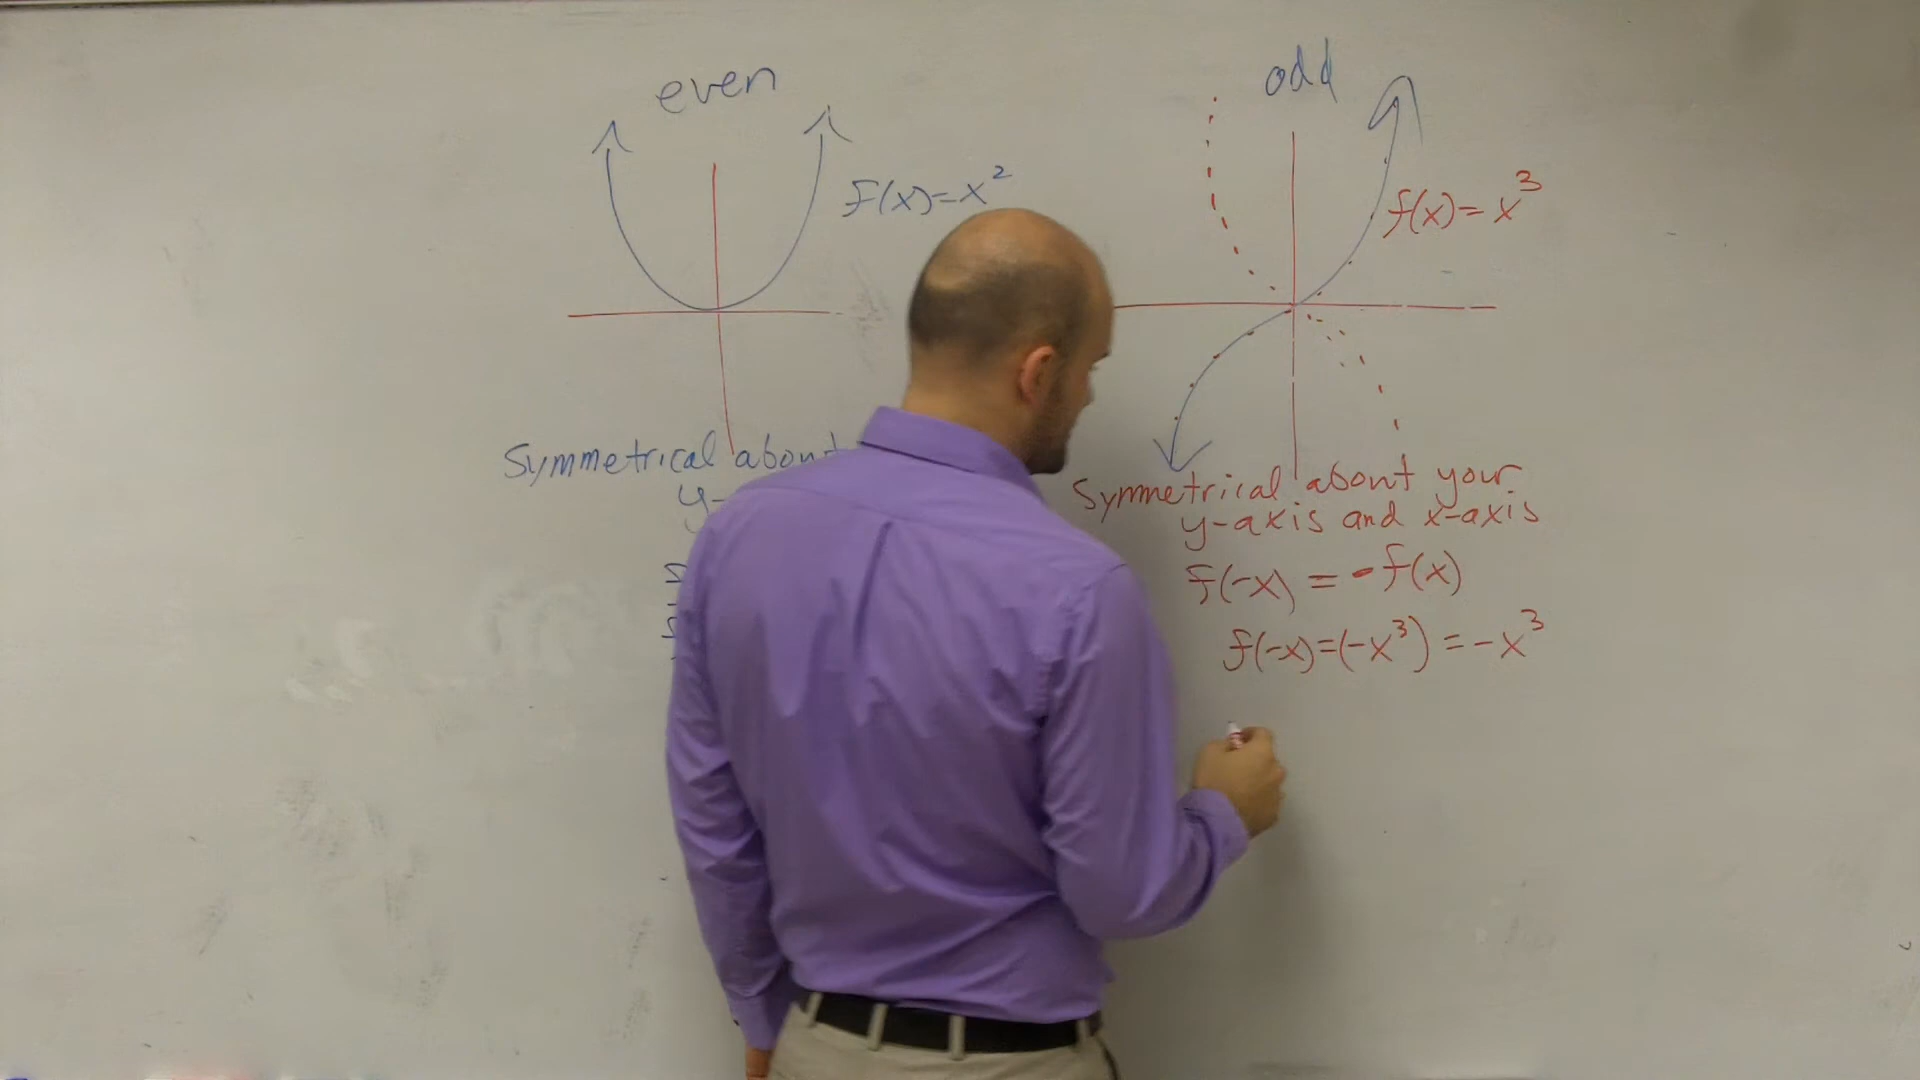 even
f(x)=x²
Symmetrical about
y-
odd
f(x)=x³
Symmetrical about your
y-axis and x-axis
f(-x) = -f(x)
f(-x)=(-x³) = -x³